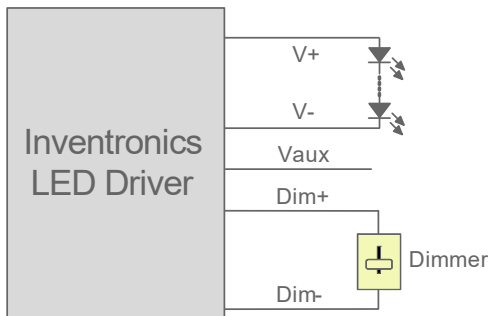 V+
V-
Inventronics
LED Driver
Vaux
Dim+
Dimmer
Dim-